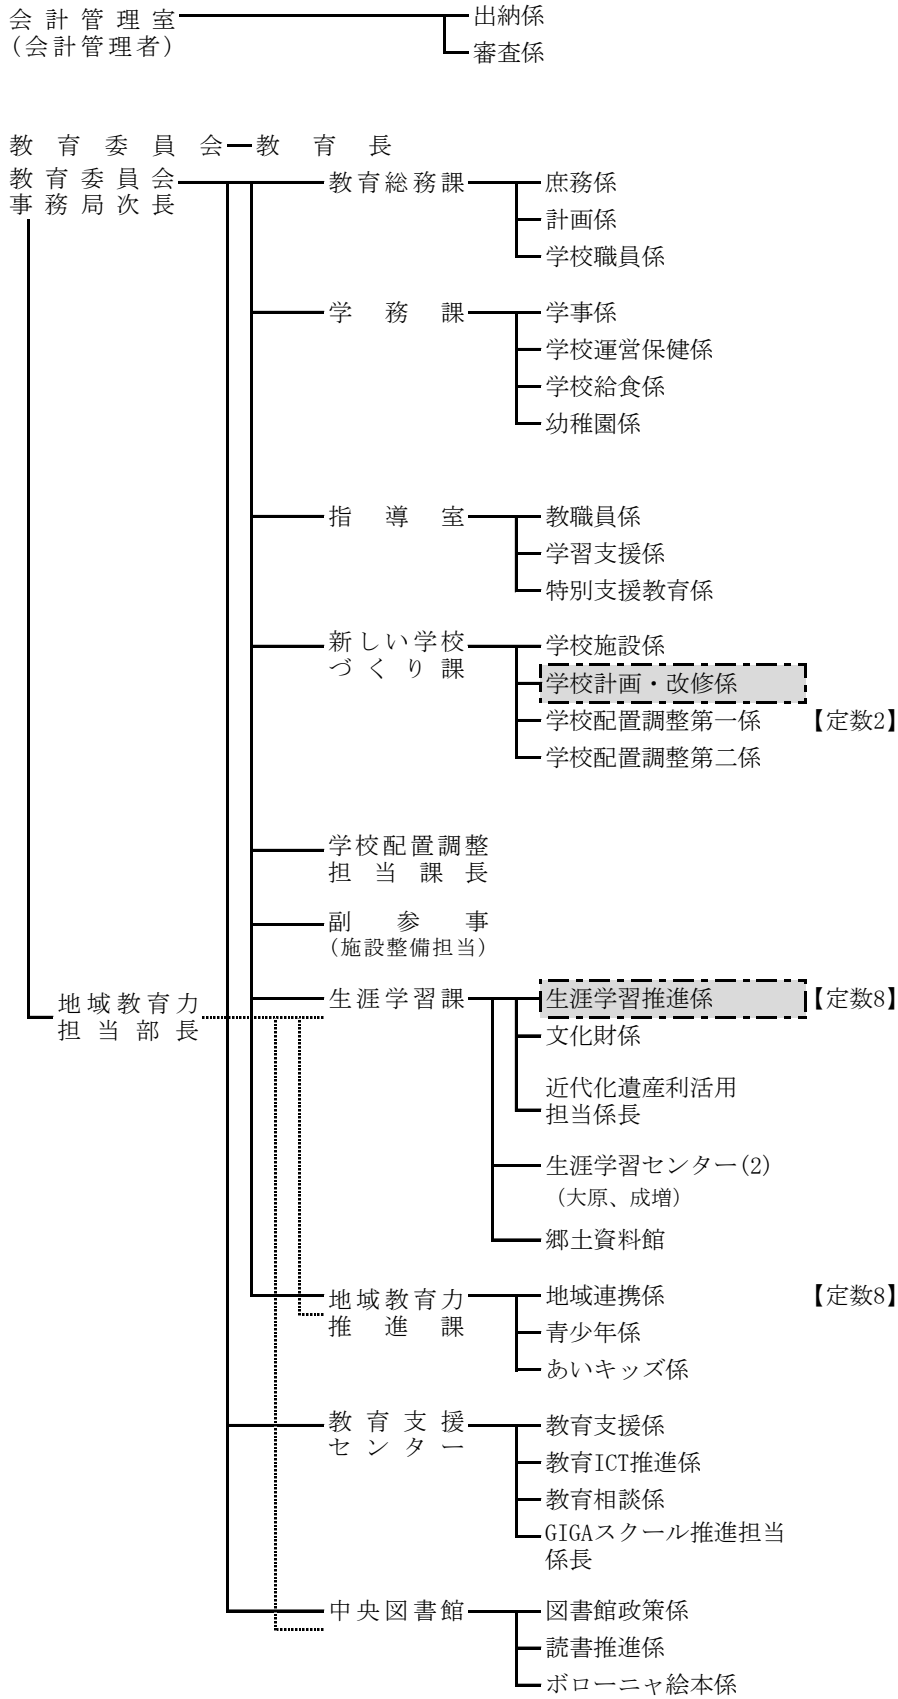 会計管理室
(会計管理者)
出納係
審査係
教育委員会
教育長
教育委員会
事務局次長
教育総務課
庶務係
計画係
学校職員係
学務課
学事係
学校運営保健係
学校給食係
幼稚園係
指導室
教職員係
学習支援係
特別支援教育係
新しい学校
づくり課
学校施設係
学校計画・改修係
学校配置調整第一係 【定数2】
学校配置調整第二係
学校配置調整
担当課長
副参事
(施設整備担当)
地域教育力
担当部長
生涯学習課
生涯学習推進係 【定数8】
文化財係
近代化遺産利活用
担当係長
生涯学習センター(2)
(大原、成増)
郷土資料館
地域教育力
推進課
地域連携係 【定数8】
青少年係
あいキッズ係
教育支援
センター
教育支援係
教育ICT推進係
教育相談係
GIGAスクール推進担当
係長
中央図書館
図書館政策係
読書推進係
ボローニャ絵本係